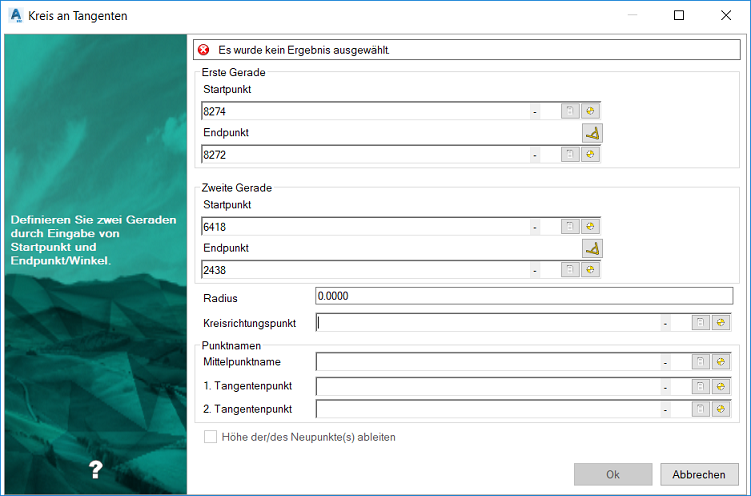 Kreis an Tangenten
Es wurde kein Ergebnis ausgewählt.
Erste Gerade
Startpunkt
8274
-
Endpunkt
8272
-
Zweite Gerade
Startpunkt
6418
-
Endpunkt
2438
-
Definieren Sie zwei Geraden
durch Eingabe von
Startpunkt und
Endpunkt/Winkel.
Radius
0.0000
Kreisrichtungspunkt
-
Punktnamen
Mittelpunktname
-
1. Tangentenpunkt
-
2. Tangentenpunkt
-
Höhe der/des Neupunkte(s) ableiten
?
Ok
Abbrechen